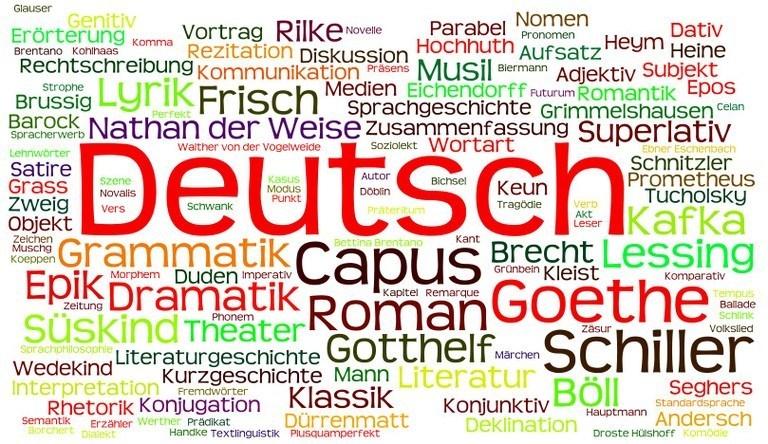 Glauser
Genitiv Vortrag Rilke Novelle Parabel Nomen Dativ
Erörterung Pronomen
Brentano Kohlhaas Komma Rezitation Diskussion Hochhuth Aufsatz Heym Heine
Rechtschreibung Kommunikation Präsens Musil Biermann Adjektiv Subjekt
Strophe Lyrik Frisch Medien Eichendorff Futurum Romantik Epos
Brussig Perfekt Sprachgeschichte Grimmelshausen Celan
Barock Nathan der Weise Zusammenfassung Superlativ
Spracherwerb
Lehnwörter Walther von der Vogelweide Soziolekt Wortart Ebner Eschenbach
Satire Deutsch Schnitzler
Grass Szene Kasus Autor Bichsel Keun Prometheus
Novalis Modus Döblin Tucholsky
Zweig Vers Schwank Punkt Präteritum Tragödie Verb Kafka
Objekt Akt
Leser
Zeichen Grammatik Bettina Brentano Kant Brecht Lessing
Muschg Capus
Koeppen Morphem Duden Imperativ Grünbein Kleist Komparativ
Epik Dramatik Kapitel Remarque Goethe Tempus
Zeitung Roman Ballade
Süskind Phonem Schlink
Theater Zäsur Volkslied
Sprachphilosophie Literaturgeschichte Gotthelf Märchen Schiller
Wedekind Kurzgeschichte Mann Literatur
Interpretation Fremdwörter Klassik Böll Seghers
Rhetorik Konjugation Konjunktiv Hauptmann Standardsprache
Semantik Erzähler Werther Prädikat Dürrenmatt Deklination Andersch
Borchert Dialekt Handke Textlinguistik Plusquamperfekt Droste Hülshoff Komödie